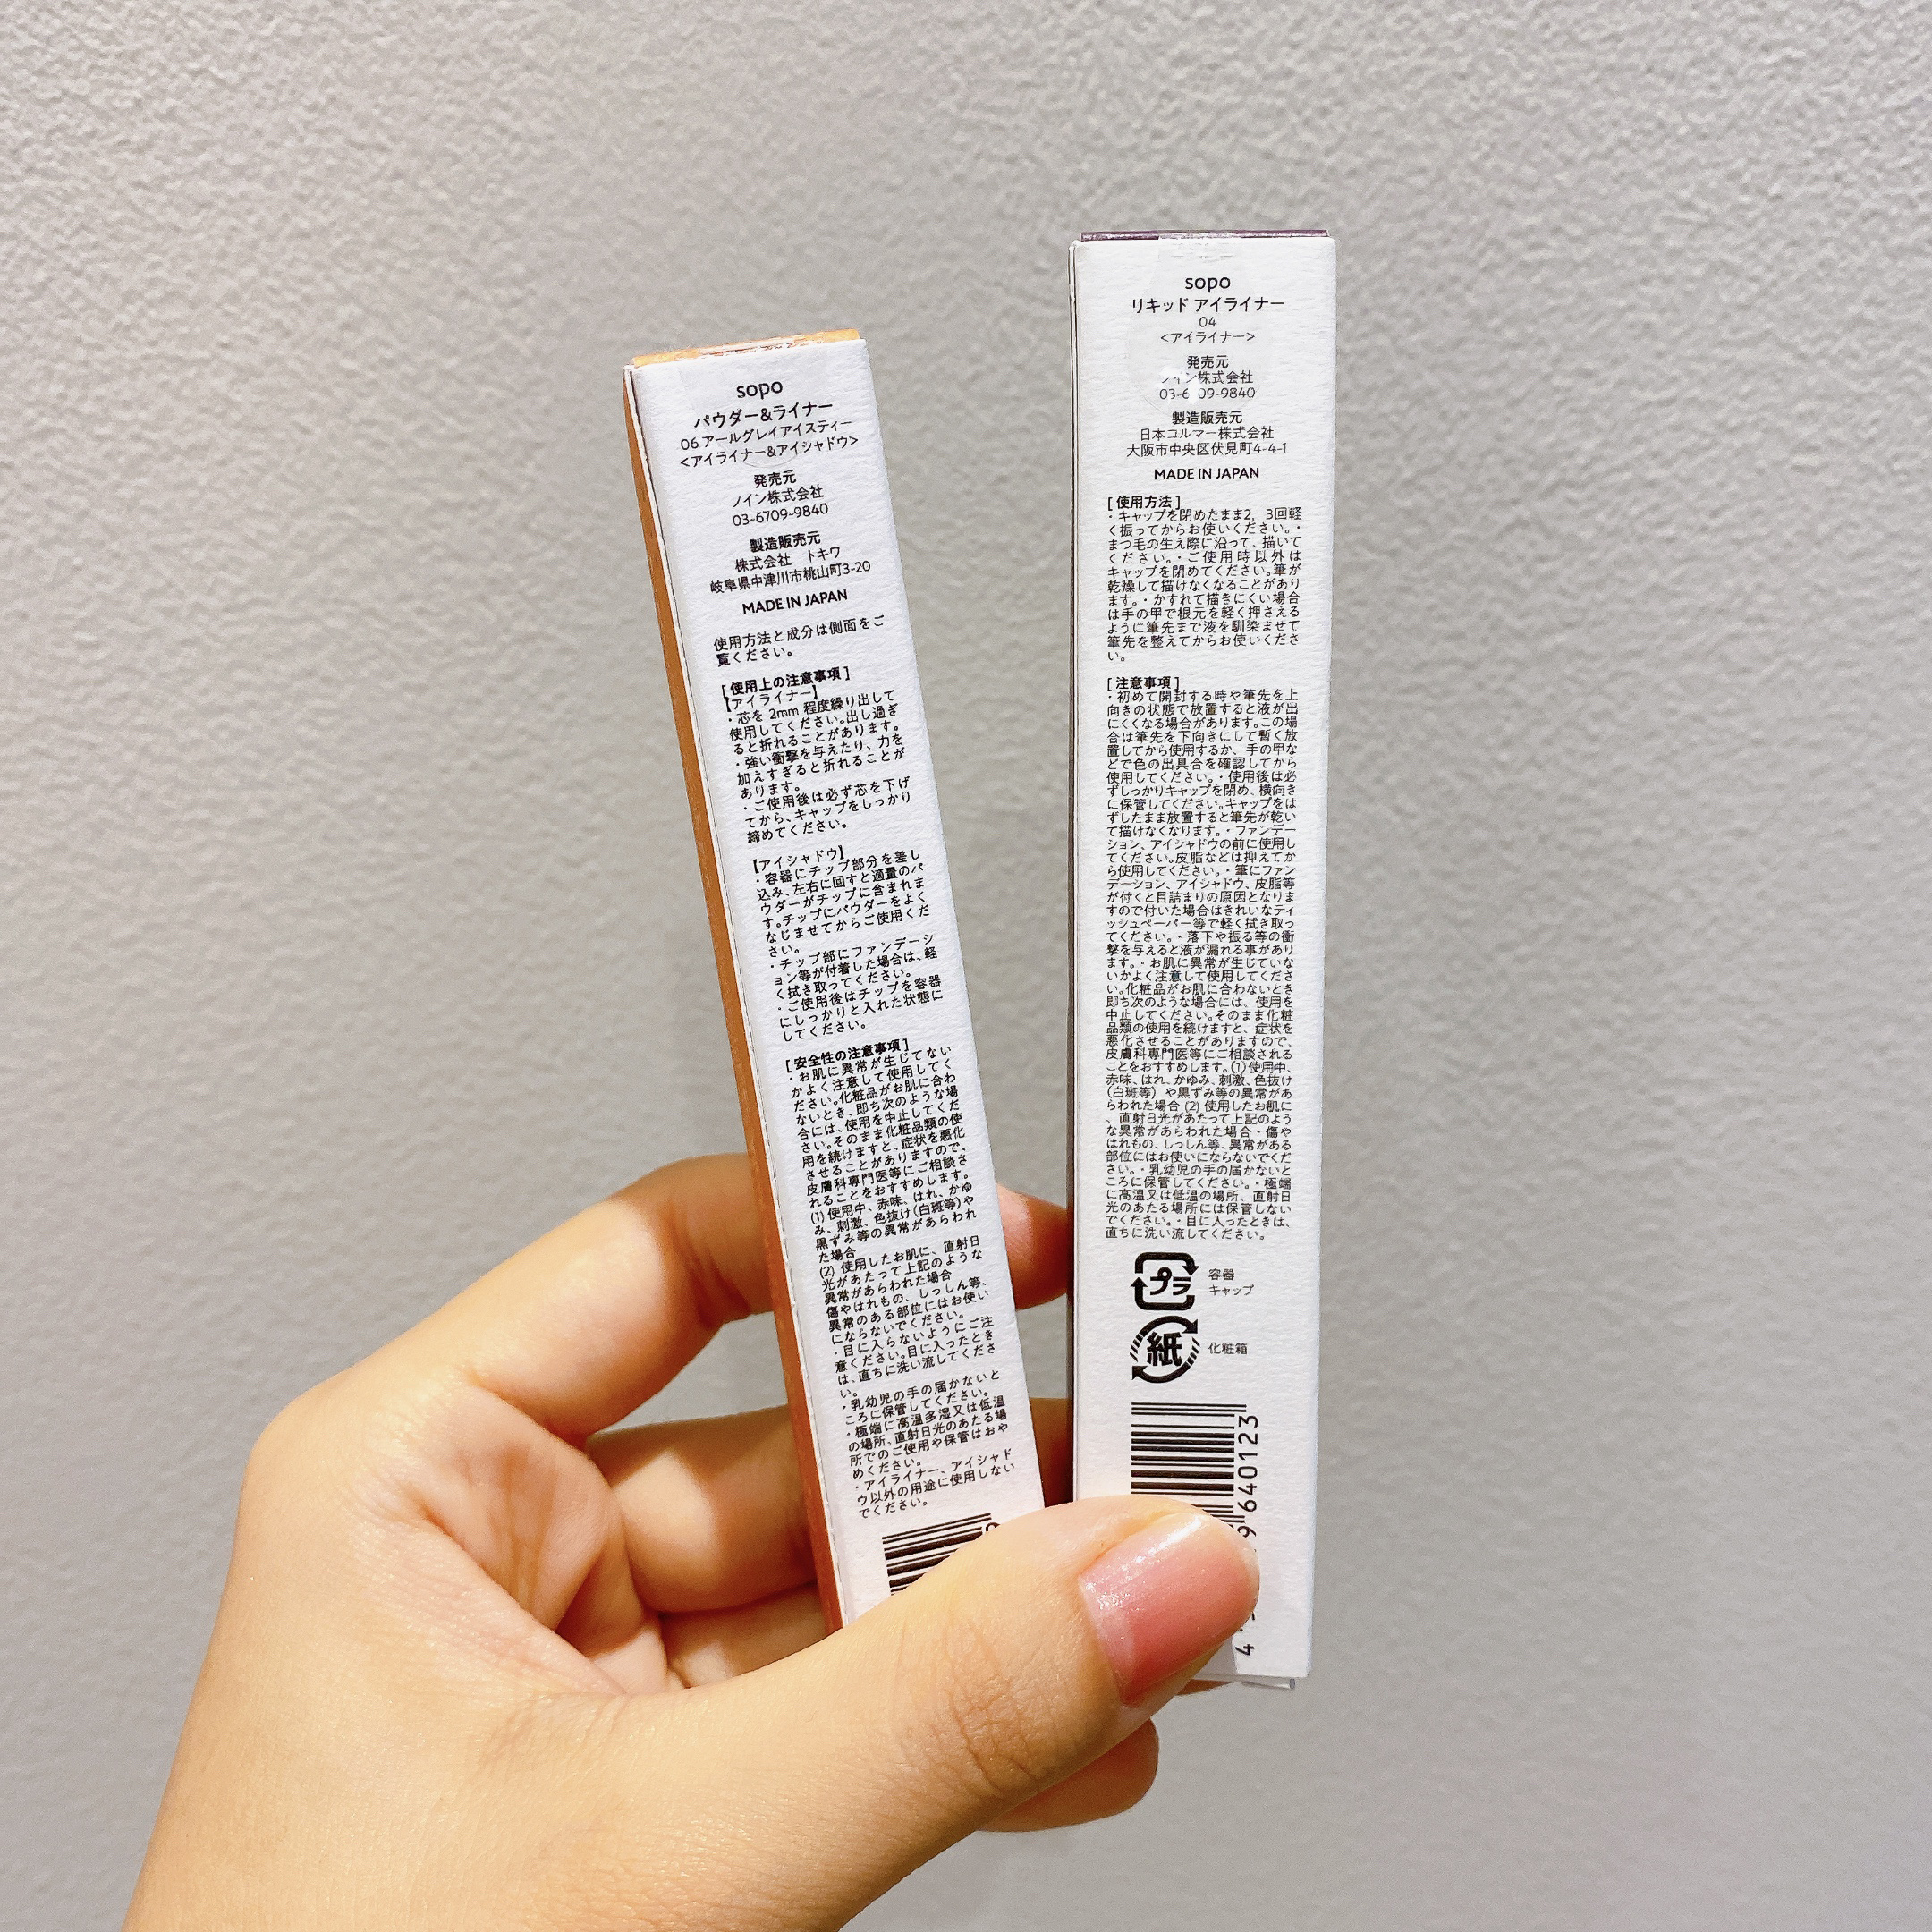 sopo
パウダー&ライナー
06 アールグレイアイスティー
<アイライナー&アイシャドウ>
発売元
ノイン株式会社
03-6709-9840
製造販売元
株式会社 トキワ
岐阜県中津川市桃山町3-20
MADE IN JAPAN
使用方法と成分は側面をご
覧ください。
[ 使用上の注意事項 ]
【アイライナー】
・芯を 2mm 程度繰り出して
使用してください。出し過ぎ
ると折れることがあります。
・強い衝撃を与えたり、力を
加えすぎると折れることが
あります。
・ご使用後は必ず芯を下げ
てから、キャップをしっかり
締めてください。
【アイシャドウ】
・容器にチップ部分を差し
込み、左右に回すと適量のパ
ウダーがチップに含まれま
す。チップにパウダーをよく
なじませてからご使用くだ
さい。
・チップ部にファンデーシ
ョン等が付着した場合は、軽
く拭き取ってください。
・ご使用後はチップを容器
にしっかりと入れた状態に
してください。
[ 安全性の注意事項 ]
・お肌に異常が生じてない
かよく注意して使用してく
ださい。化粧品がお肌に合わ
ないとき、即ち次のような場
合には、使用を中止してくだ
さい。そのまま化粧品類の使
用を続けますと、症状を悪化
させることがありますので、
皮膚科専門医等にご相談さ
れることをおすすめします。
(1) 使用中、赤味、はれ、かゆ
み、刺激、色抜け(白斑等)や
黒ずみ等の異常があらわれ
た場合
(2) 使用したお肌に、直射日
光があたって上記のような
異常があらわれた場合
傷やはれもの、しっしん等、
異常のある部位にはお使い
にならないでください。
・目に入らないようにご注
意ください。目に入ったとき
は、直ちに洗い流してくださ
い。
・乳幼児の手の届かないと
ころに保管してください。
・極端に高温多湿又は低温
の場所、直射日光のあたる場
所でのご使用や保管はおや
めください。
・アイライナー、アイシャド
ウ以外の用途に使用しない
でください。
sopo
リキッド アイライナー
04
<アイライナー>
発売元
ノイン株式会社
03-6 09-9840
製造販売元
日本コルマー株式会社
大阪市中央区伏見町4-4-1
MADE IN JAPAN
[ 使用方法 ]
・キャップを閉めたまま2，3回軽
く振ってからお使いください。・
まつ毛の生え際に沿って、描いて
ください。・ご使用時以外は
キャップを閉めてください。筆が
乾燥して描けなくなることがあり
ます。・かすれて描きにくい場合
は手の甲で根元を軽く押さえる
ように筆先まで液を馴染ませて
筆先を整えてからお使いくださ
い。
[ 注意事項 ]
・初めて開封する時や筆先を上
向きの状態で放置すると液が出
にくくなる場合があります。この場
合は筆先を下向きにして暫く放
置してから使用するか、手の甲な
どで色の出具合を確認してから
使用してください。・使用後は必
ずしっかりキャップを閉め、横向き
に保管してください。キャップをは
ずしたまま放置すると筆先が乾い
て描けなくなります。・ファンデー
ション、アイシャドウの前に使用し
てください。皮脂などは抑えてか
ら使用してください。・筆にファン
デーション、アイシャドウ、皮脂等
が付くと目詰まりの原因となりま
すので付いた場合はきれいなティ
ッシュペーパー等で軽く拭き取っ
てください。・落下や振る等の衝
撃を与えると液が漏れる事があり
ます。・お肌に異常が生じていな
いかよく注意して使用してくださ
い。化粧品がお肌に合わないとき
即ち次のような場合には、使用を
中止してください。そのまま化粧
品類の使用を続けますと、症状を
悪化させることがありますので、
皮膚科専門医等にご相談される
ことをおすすめします。(1)使用中、
赤味、はれ、かゆみ、刺激、色抜け
(白斑等) や黒ずみ等の異常があ
らわれた場合 (2) 使用したお肌に
、直射日光があたって上記のよう
な異常があらわれた場合・傷や
はれもの、しっしん等、異常がある
部位にはお使いにならないでくだ
さい。・乳幼児の手の届かないと
ころに保管してください。・極端
に高温又は低温の場所、直射日
光のあたる場所には保管しない
でください。・目に入ったときは、
直ちに洗い流してください。
プラ
容器
キャップ
紙
化粧箱
4 9640123